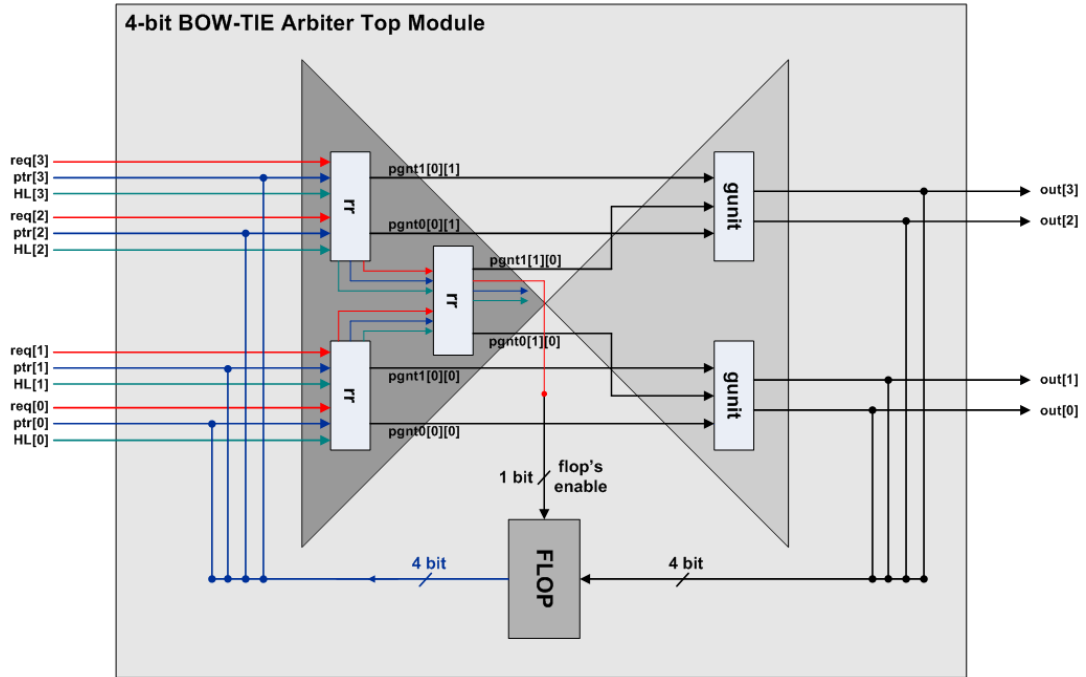 4-bit BOW-TIE Arbiter Top Module
req[3]
ptr[3]
HL[3]
req[2]
ptr[2]
HL[2]
rr
pgnt1[0][1]
pgnt0[0][1]
gunit
out[3]
out[2]
pgnt1[1][0]
rr
pgnt0[1][0]
req[1]
ptr[1]
HL[1]
req[0]
ptr[0]
HL[0]
rr
pgnt1[0][0]
pgnt0[0][0]
gunit
out[1]
out[0]
1 bit
flop's
enable
4 bit
FLOP
4 bit